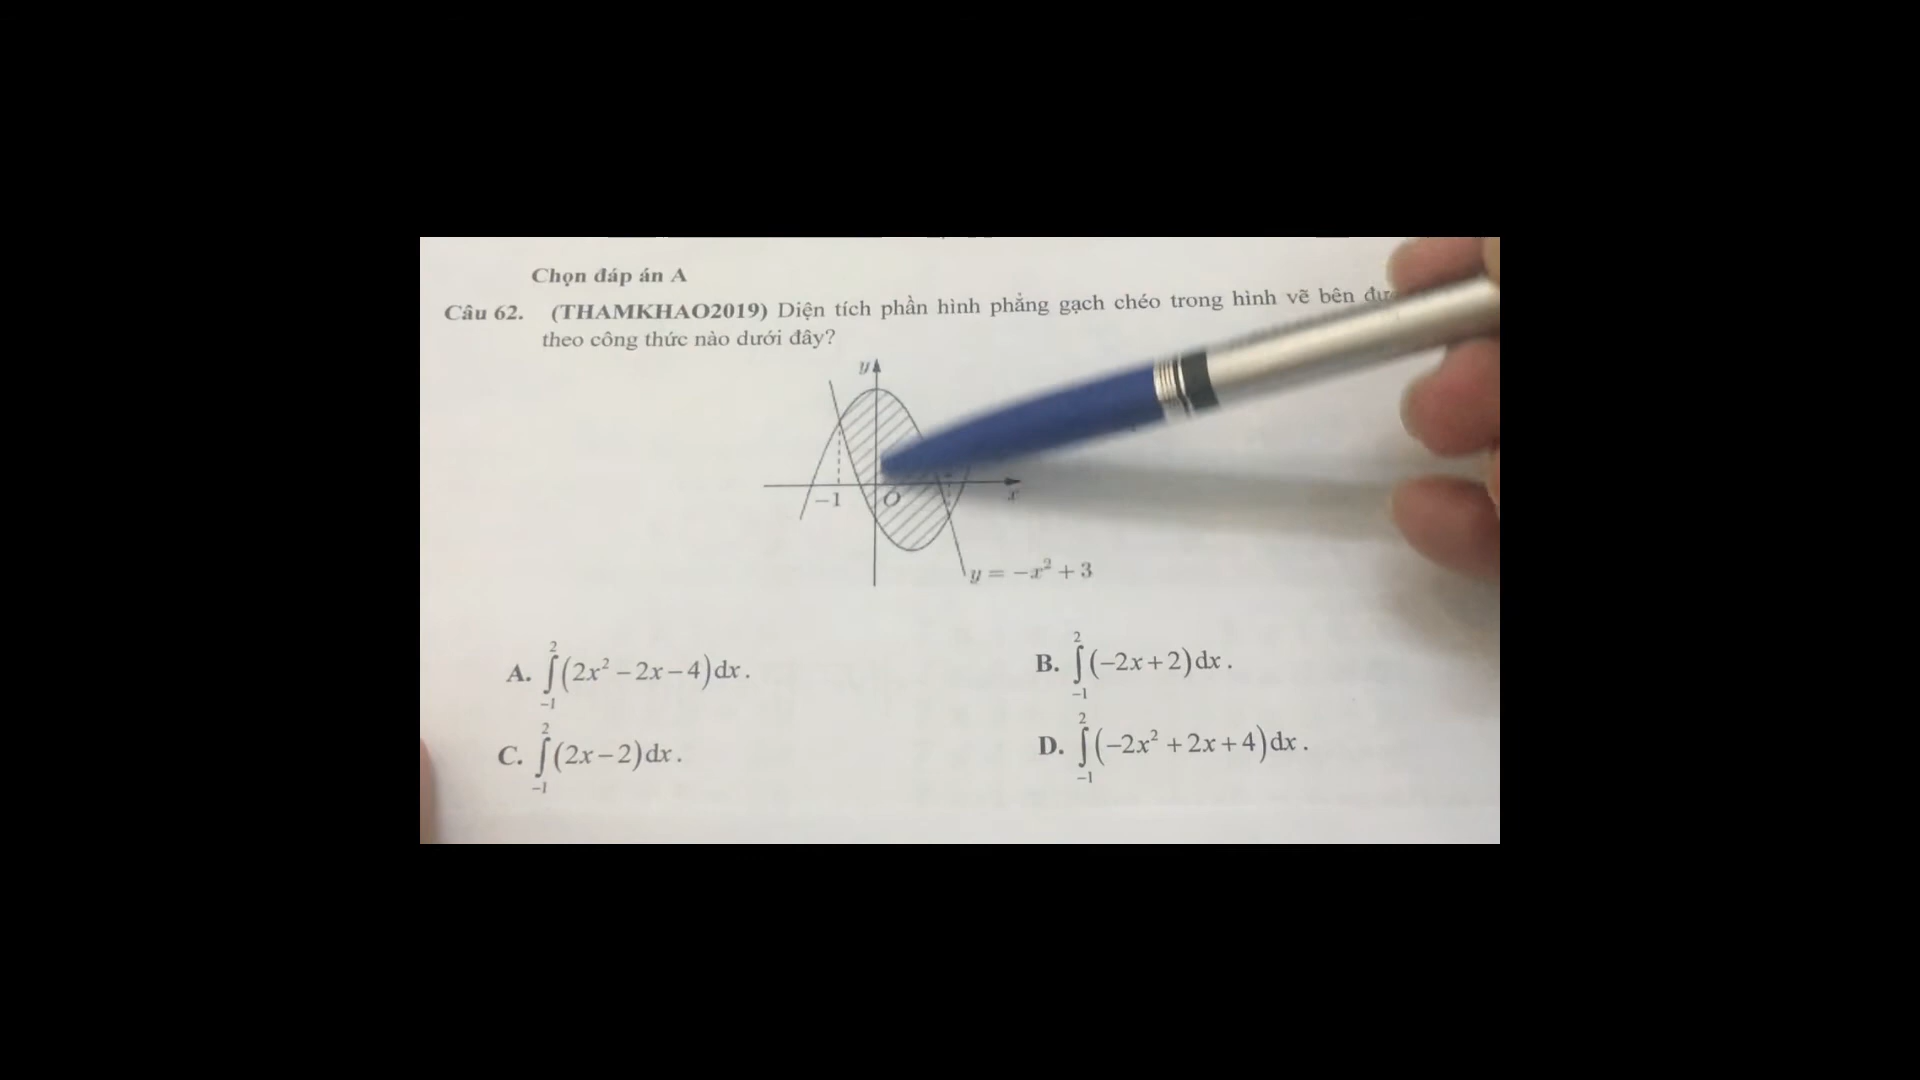 Chọn đáp án A
Câu 62. (THAMKHAO2019) Diện tích phần hình phẳng gạch chéo trong hình vẽ bên
theo công thức nào dưới đây?
y
−1 O x
y = −x² + 3
A. ∫₋₁² (2x² − 2x − 4)dx. B. ∫₋₁² (−2x + 2)dx.
C. ∫₋₁² (2x − 2)dx. D. ∫₋₁² (−2x² + 2x + 4)dx.